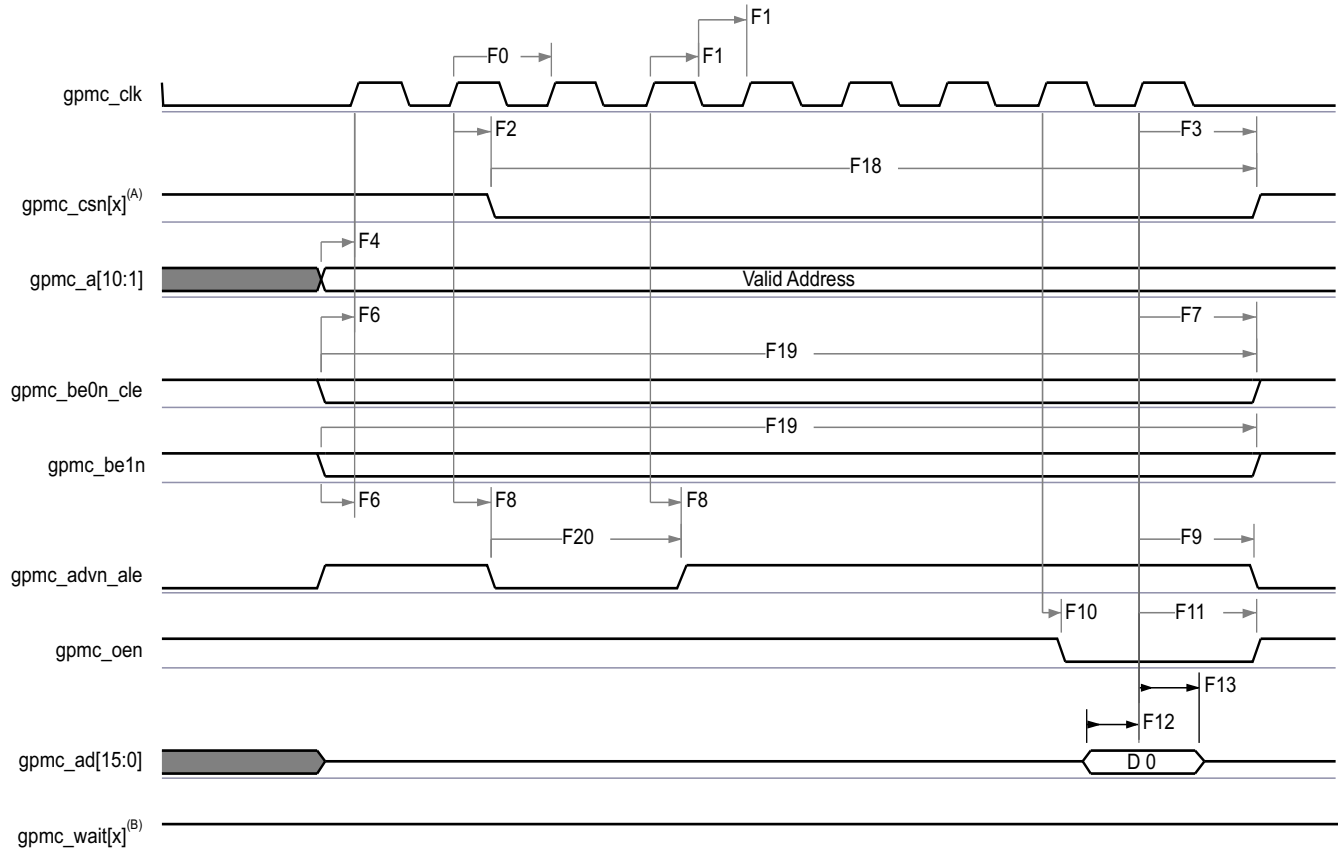 F1
F0
F1
gpmc_clk
F2
F3
F18
gpmc_csn[x](A)
F4
gpmc_a[10:1]
Valid Address
F6
F7
F19
gpmc_be0n_cle
F19
gpmc_be1n
F6
F8
F8
F20
F9
gpmc_advn_ale
F10
F11
gpmc_oen
F13
F12
gpmc_ad[15:0]
D 0
gpmc_wait[x](B)